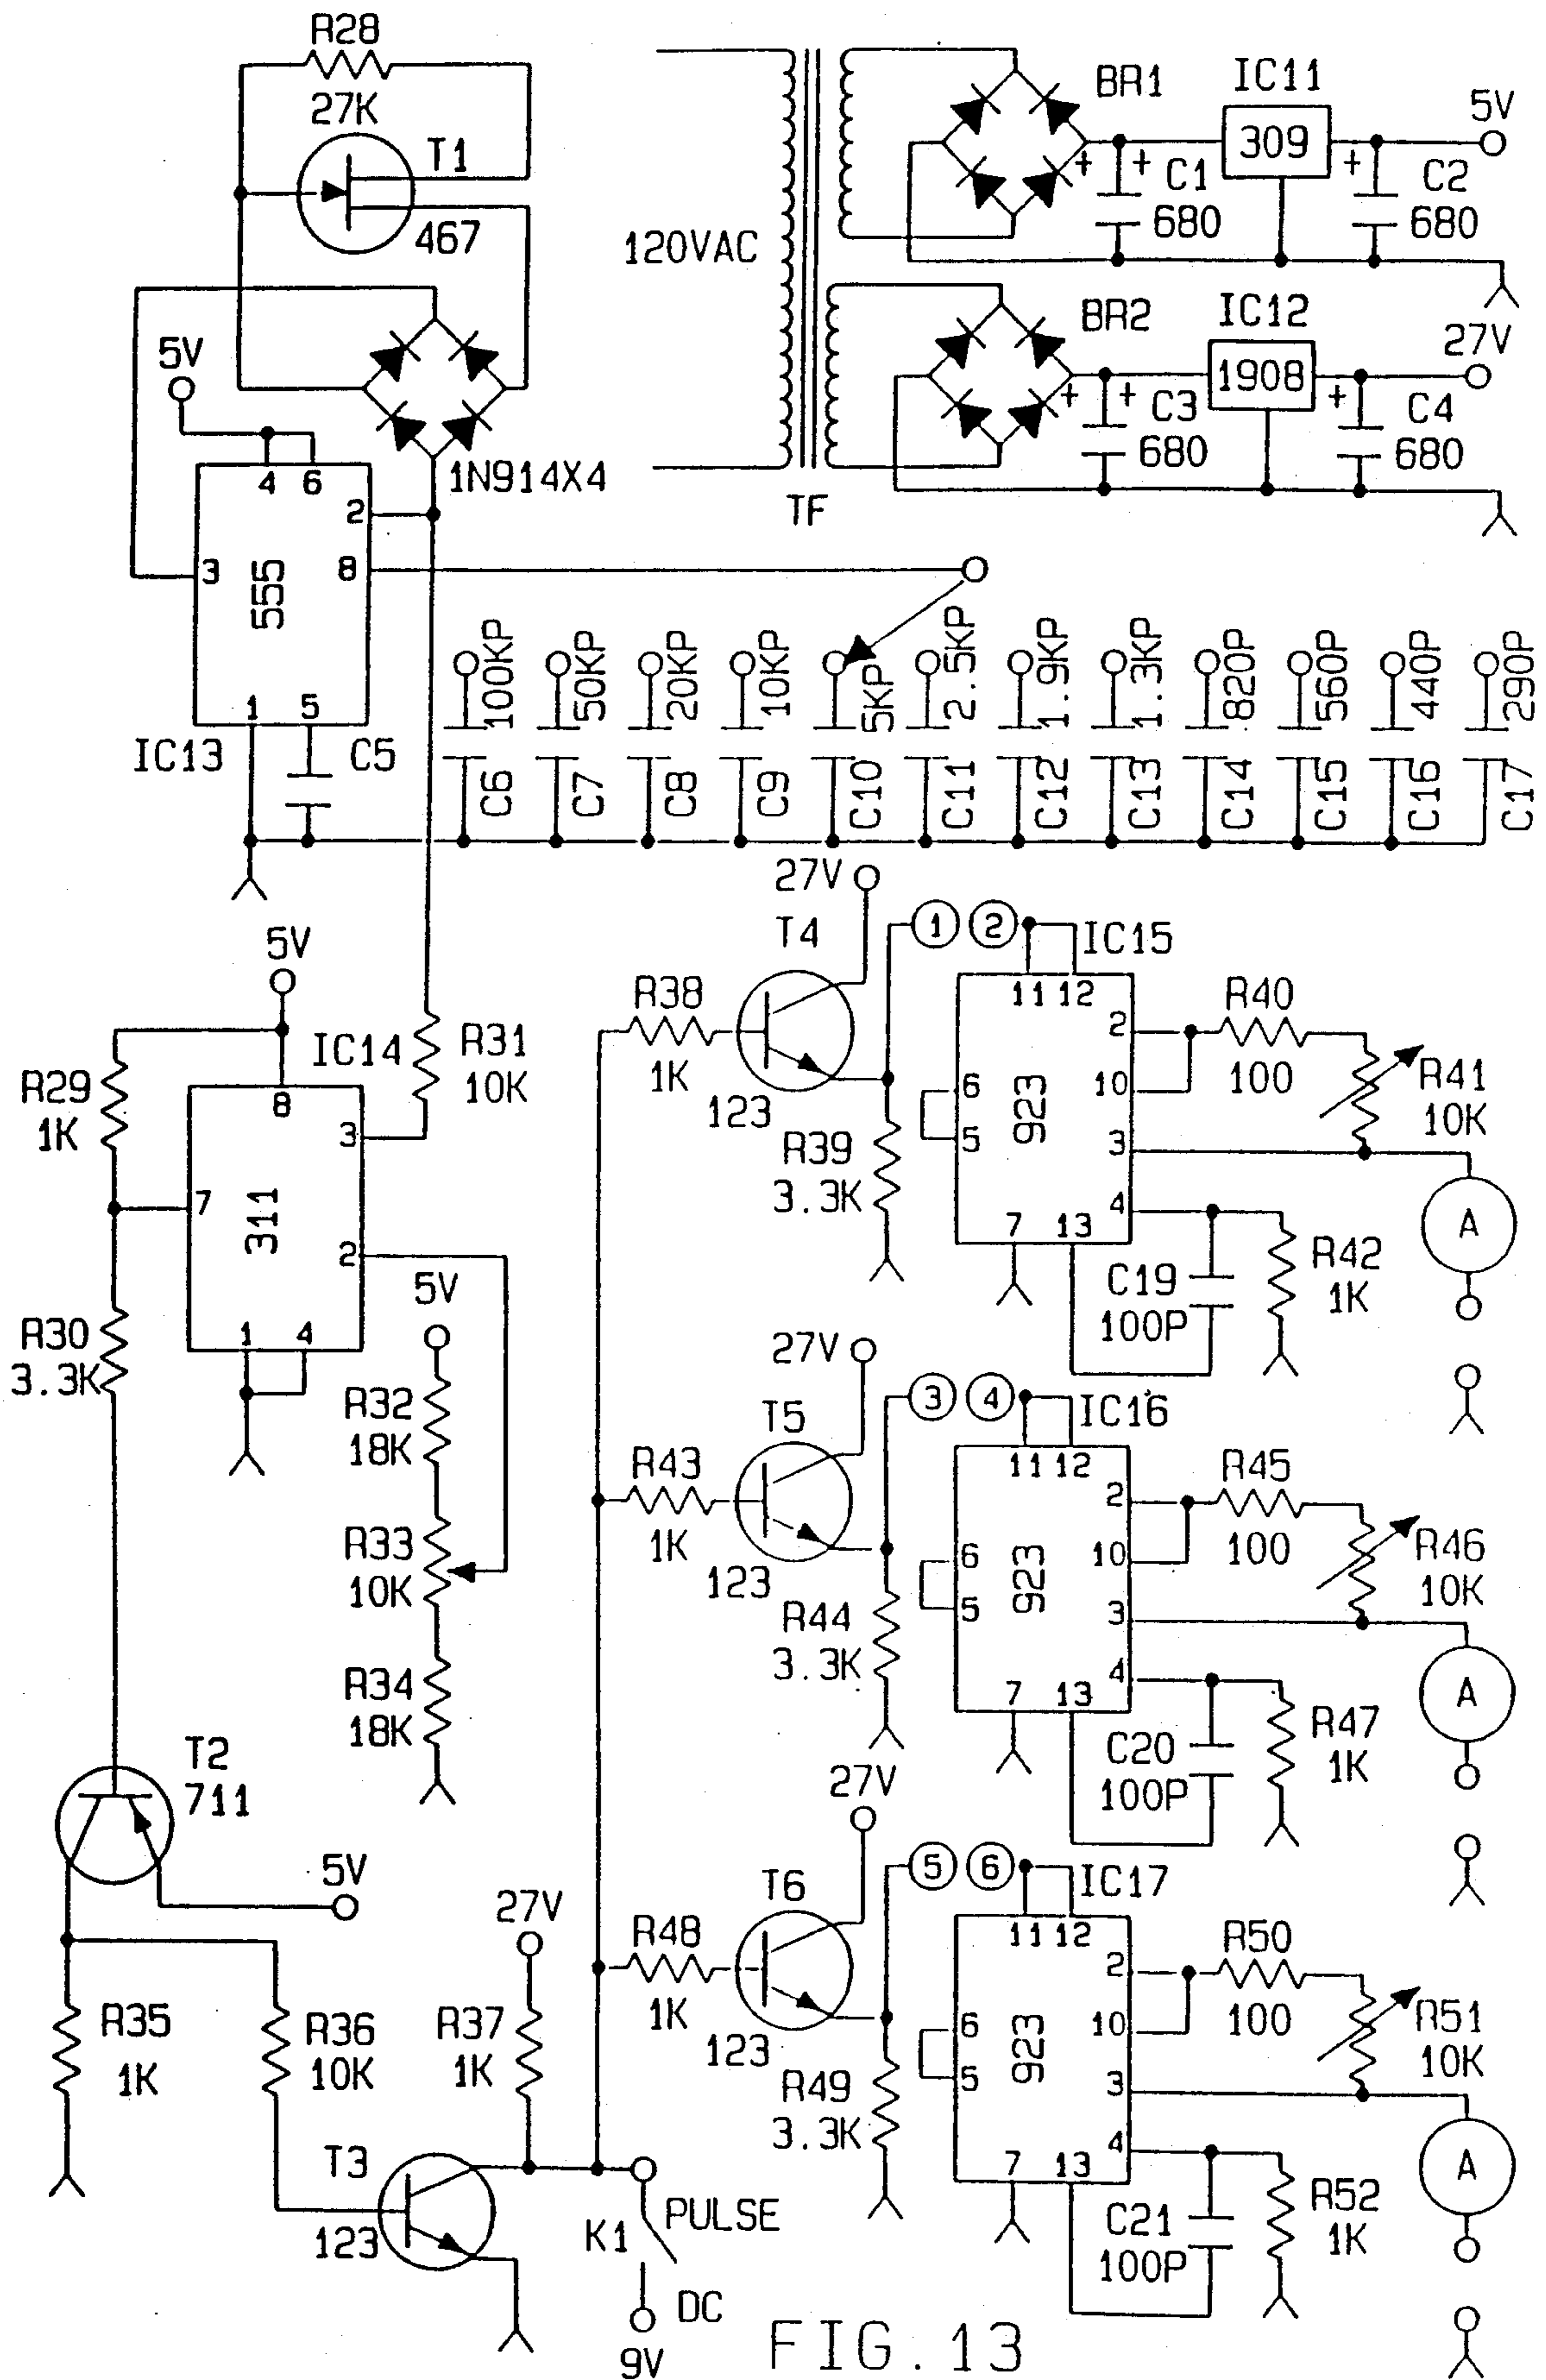 R28
27K
T1
467
120VAC
BR1
IC11
309
5V
+
+
C1
680
+
C2
680
BR2
IC12
1908
27V
+
+
C3
680
+
C4
680
TF
5V
1N914X4
4
6
2
3
8
555
1
5
IC13
C5
100KP
50KP
20KP
10KP
5KP
2.5KP
1.9KP
1.3KP
820P
560P
440P
290P
C6
C7
C8
C9
C10
C11
C12
C13
C14
C15
C16
C17
5V
IC14
R31
10K
R29
1K
8
3
7
311
2
1
4
R30
3.3K
5V
R32
18K
R33
10K
R34
18K
T2
711
5V
R35
1K
R36
10K
27V
R37
1K
T3
123
K1
PULSE
DC
9V
27V
T4
1
2
IC15
R38
1K
123
11
12
2
R40
100
R41
10K
6
10
5
923
3
R39
3.3K
4
7
13
A
C19
100P
R42
1K
27V
T5
3
4
IC16
R43
1K
123
11
12
2
R45
100
R46
10K
6
10
5
923
3
R44
3.3K
4
7
13
A
C20
100P
R47
1K
27V
T6
5
6
IC17
R48
1K
123
11
12
2
R50
100
R51
10K
6
10
5
923
3
R49
3.3K
4
7
13
A
C21
100P
R52
1K
FIG.13